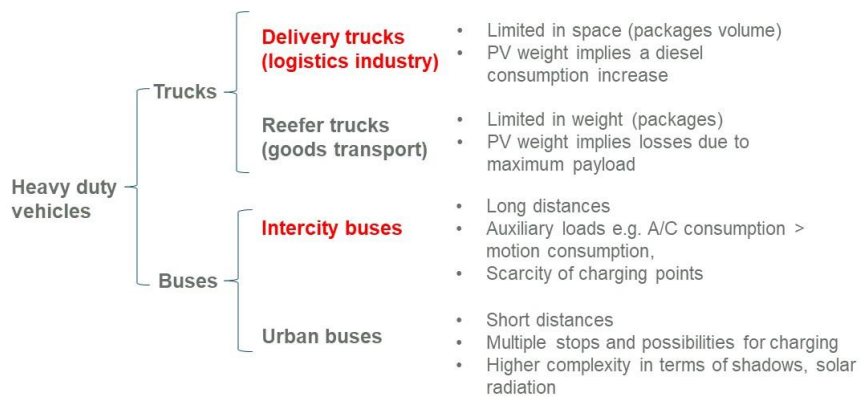 Heavy duty
vehicles
Trucks
Delivery trucks
(logistics industry)
• Limited in space (packages volume)
• PV weight implies a diesel
consumption increase
Reefer trucks
(goods transport)
• Limited in weight (packages)
• PV weight implies losses due to
maximum payload
Buses
Intercity buses
• Long distances
• Auxiliary loads e.g. A/C consumption >
motion consumption,
• Scarcity of charging points
Urban buses
• Short distances
• Multiple stops and possibilities for charging
• Higher complexity in terms of shadows, solar
radiation